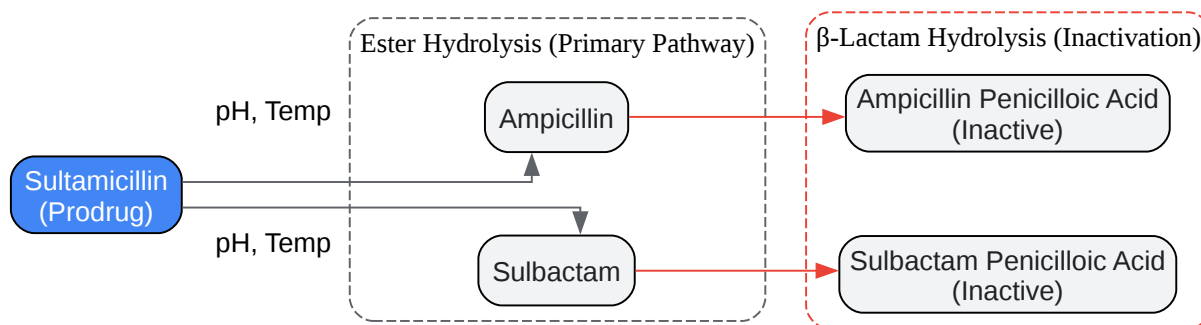 Ester Hydrolysis (Primary Pathway)
β-Lactam Hydrolysis (Inactivation)
pH, Temp
Ampicillin
Ampicillin Penicilloic Acid
(Inactive)
Sultamicillin
(Prodrug)
pH, Temp
Sulbactam
Sulbactam Penicilloic Acid
(Inactive)